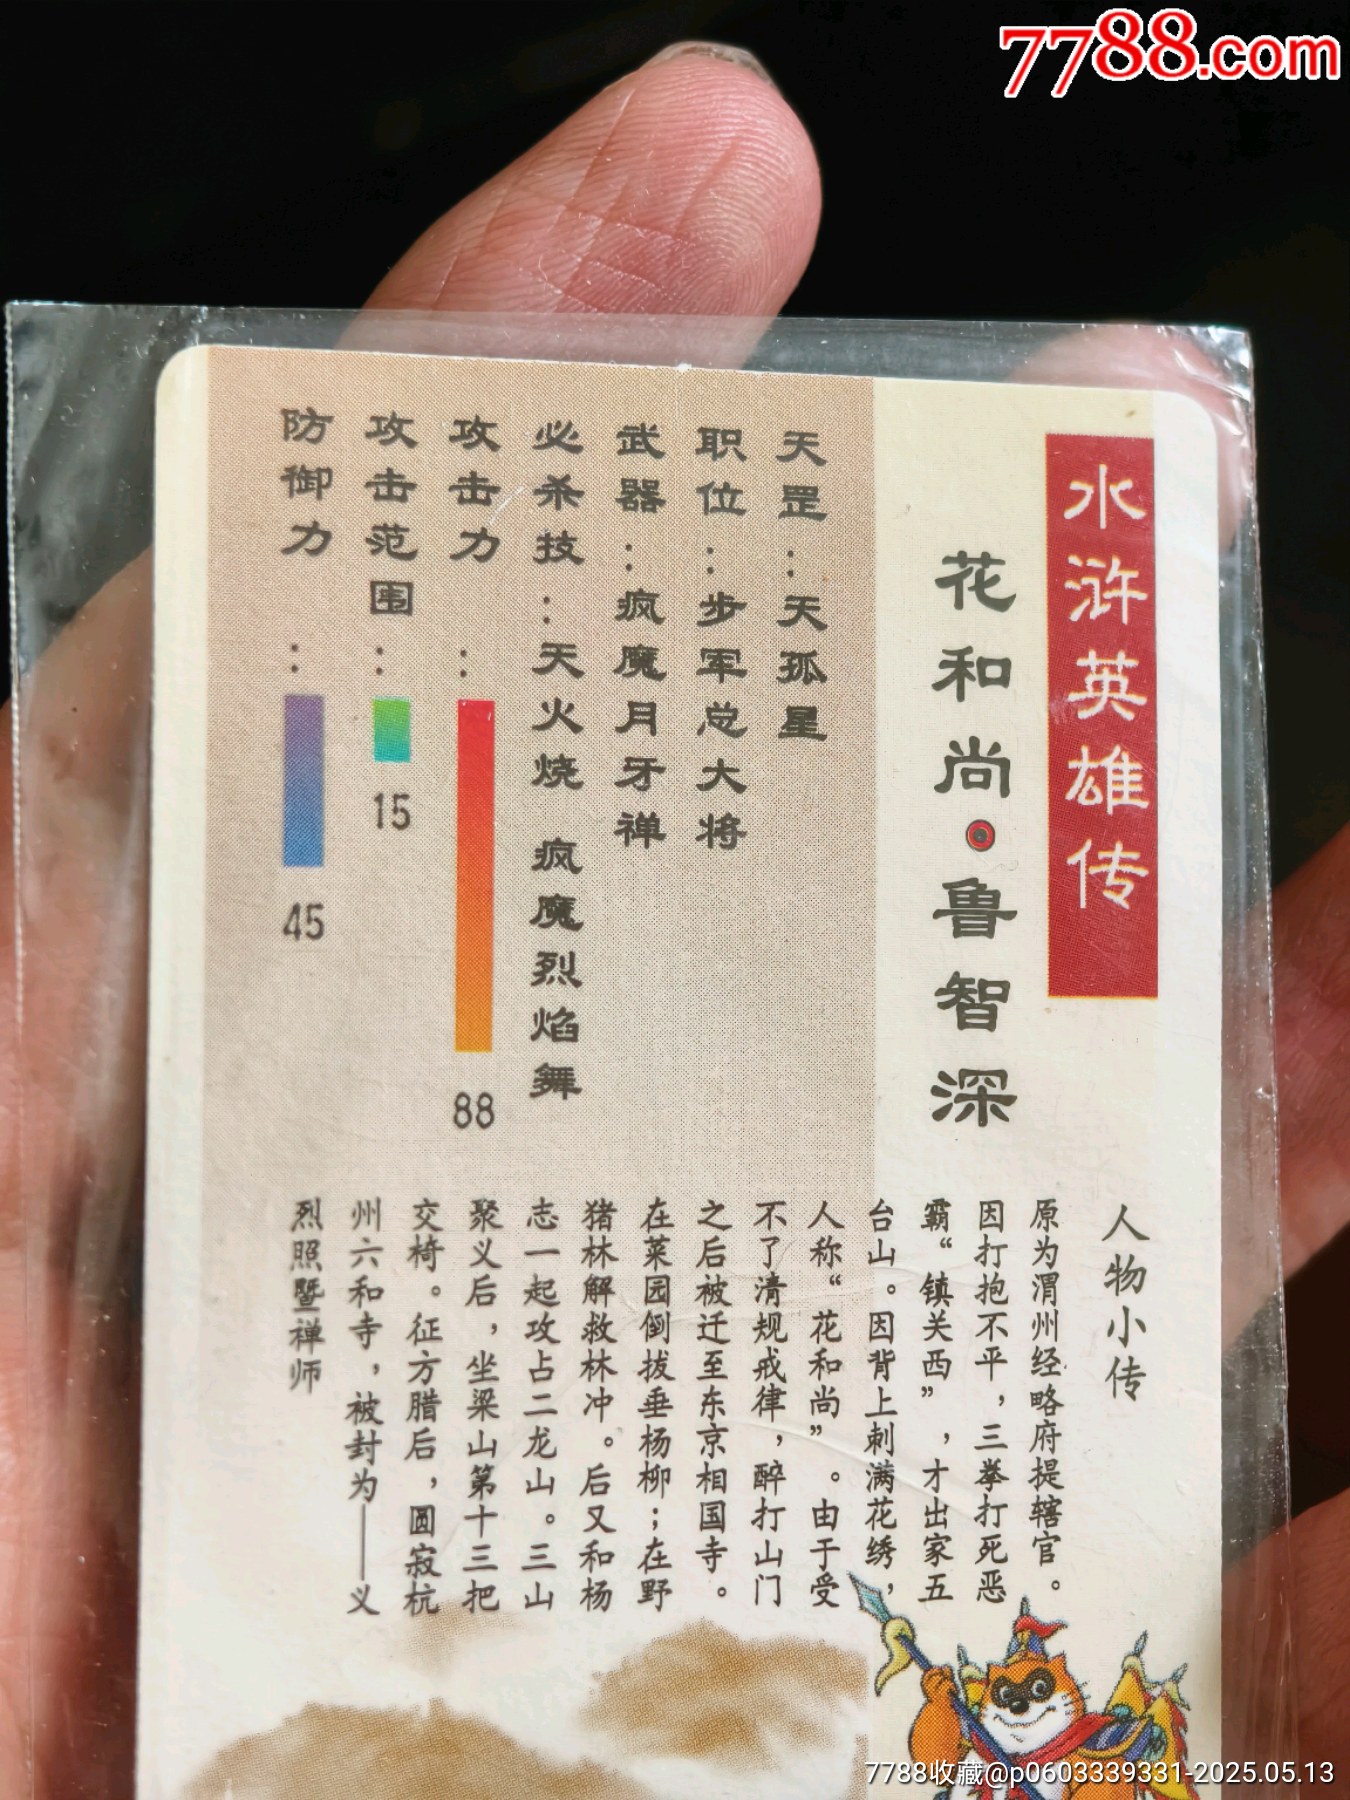 7788.com
水浒英雄传
花和尚·鲁智深
天罡：天孤星
职位：步军总大将
武器：疯魔月牙禅
必杀技：天火烧 疯魔烈焰舞
攻击力：88
攻击范围：15
防御力：45
人物小传
原为渭州经略府提辖官。
因打抱不平，三拳打死恶
霸“镇关西”，才出家五
台山。因背上刺满花绣，
人称“花和尚”。由于受
不了清规戒律，醉打山门
之后被迁至东京相国寺。
在菜园倒拔垂杨柳；在野
猪林解救林冲。后又和杨
志一起攻占二龙山。三山
聚义后，坐梁山第十三把
交椅。征方腊后，圆寂杭
州六和寺，被封为——义
烈照暨禅师
7788收藏@p0603339331-2025.05.13